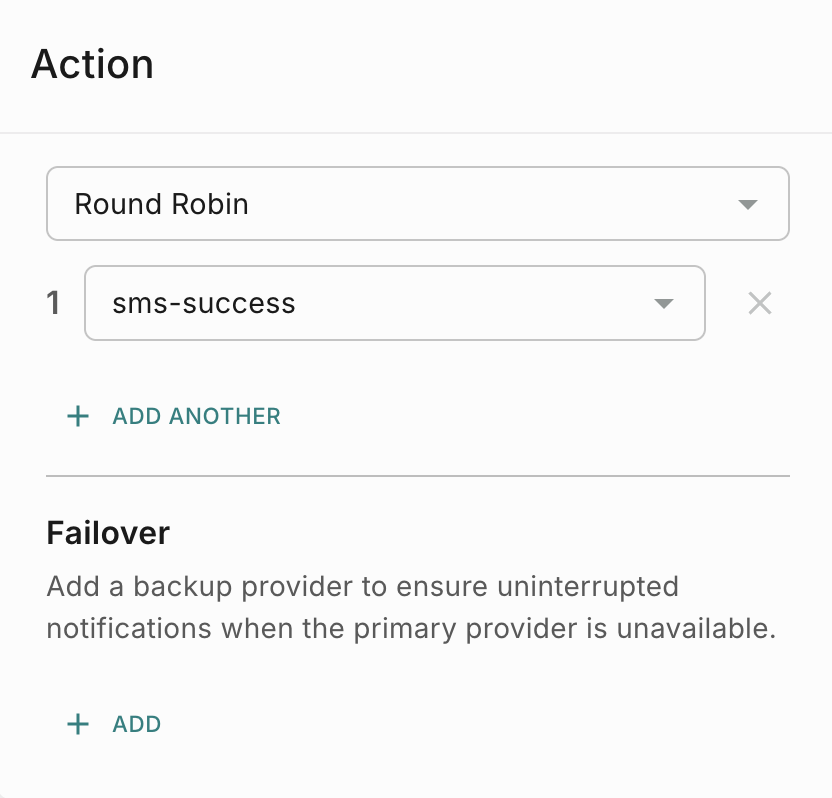 Action
Round Robin
1 sms-success
ADD ANOTHER
Failover
Add a backup provider to ensure uninterrupted
notifications when the primary provider is unavailable.
ADD